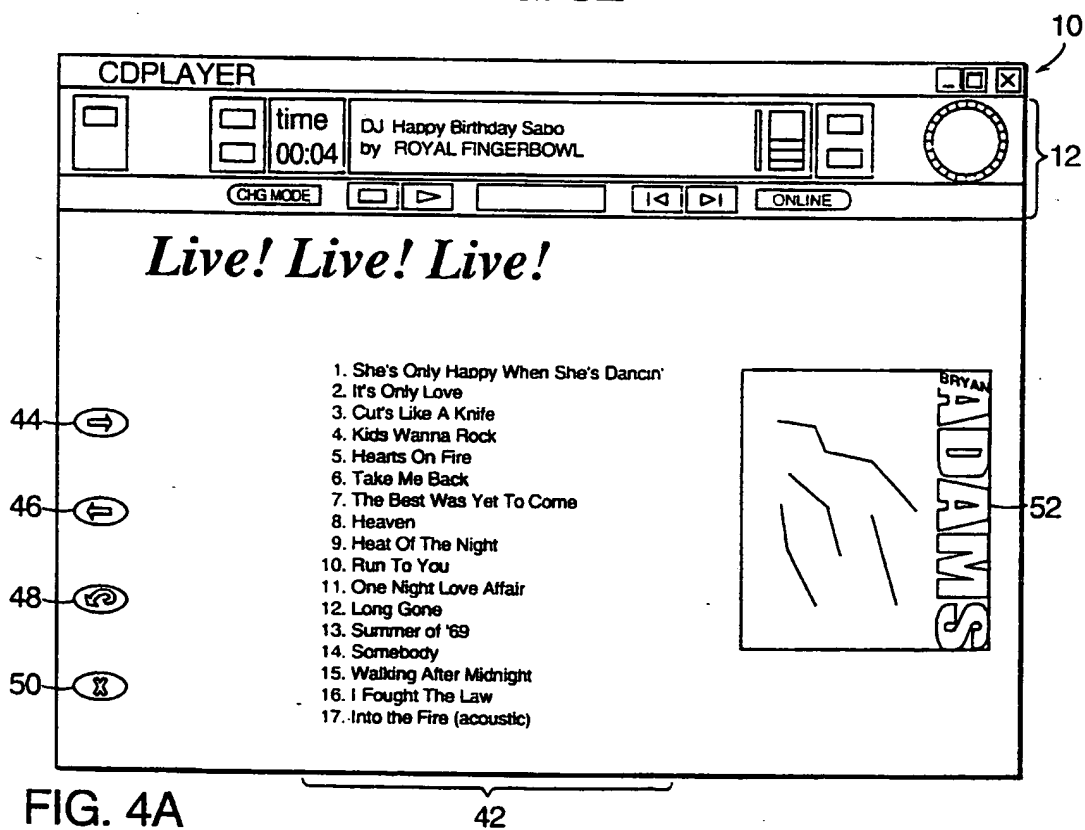 10
CDPLAYER
time
00:04
DJ Happy Birthday Sabo
by ROYAL FINGERBOWL
12
CHG MODE
ONLINE
Live! Live! Live!
1. She's Only Happy When She's Dancin'
2. It's Only Love
3. Cut's Like A Knife
4. Kids Wanna Rock
5. Hearts On Fire
6. Take Me Back
7. The Best Was Yet To Come
8. Heaven
9. Heat Of The Night
10. Run To You
11. One Night Love Affair
12. Long Gone
13. Summer of '69
14. Somebody
15. Walking After Midnight
16. I Fought The Law
17. Into the Fire (acoustic)
BRYAN
ADAMS
44
46
48
50
X
52
42
FIG. 4A